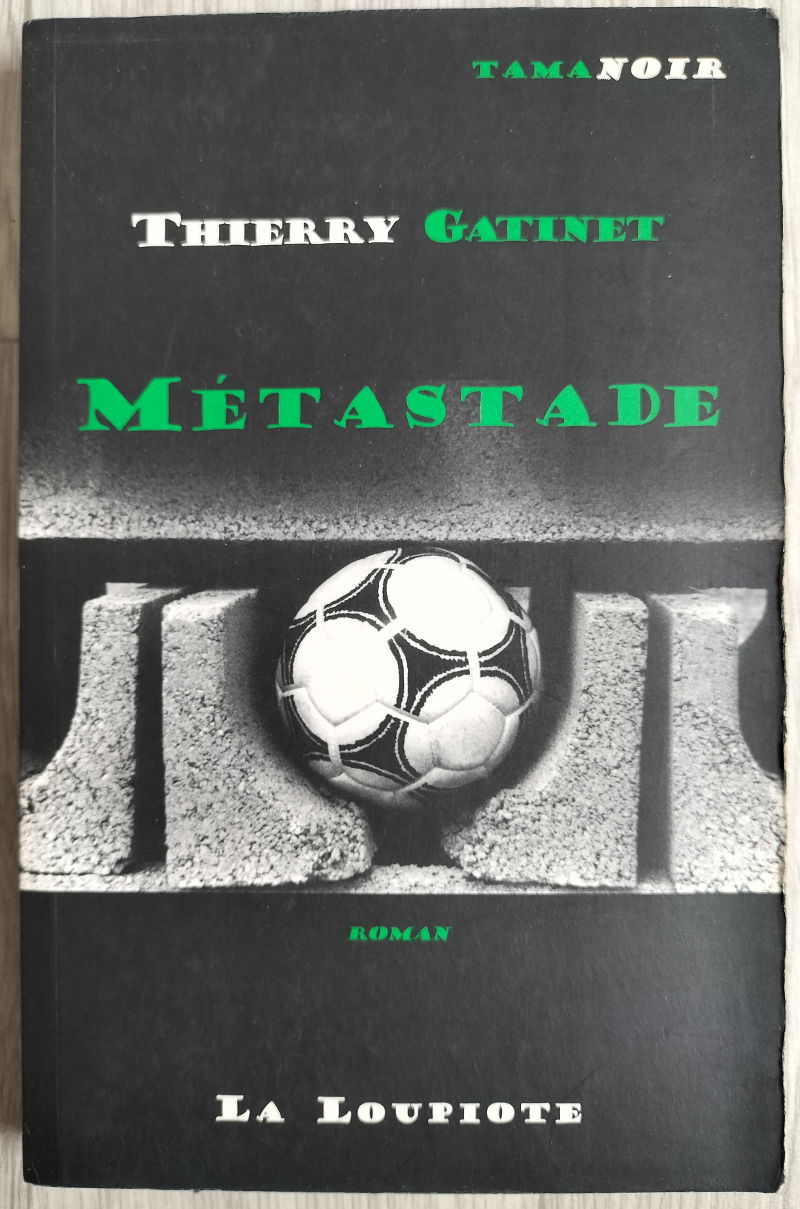 TAMANOIR
THIERRY GATINET
MÉTASTADE
ROMAN
LA LOUPIOTE